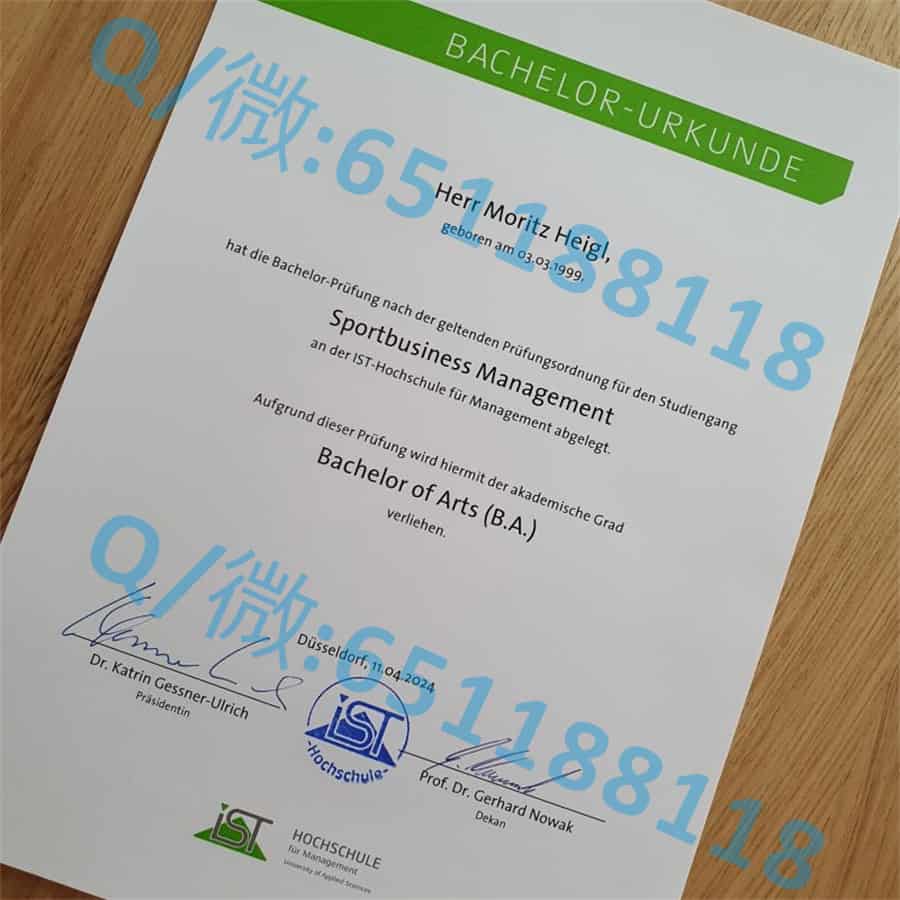 BACHELOR-URKUNDE
Q/微:651188118
Herr Moritz Heigl,
geboren am 03.03.1999,
hat die Bachelor-Prüfung nach der geltenden Prüfungsordnung für den Studiengang
Sportbusiness Management
an der IST-Hochschule für Management abgelegt.
Aufgrund dieser Prüfung wird hiermit der akademische Grad
Bachelor of Arts (B.A.)
verliehen.
Q/微:651188118
Düsseldorf, 11.04.2024
Dr. Katrin Gessner-Ulrich
Präsidentin
iST
-Hochschule-
Prof. Dr. Gerhard Nowak
Dekan
iST
HOCHSCHULE
für Management
University of Applied Sciences